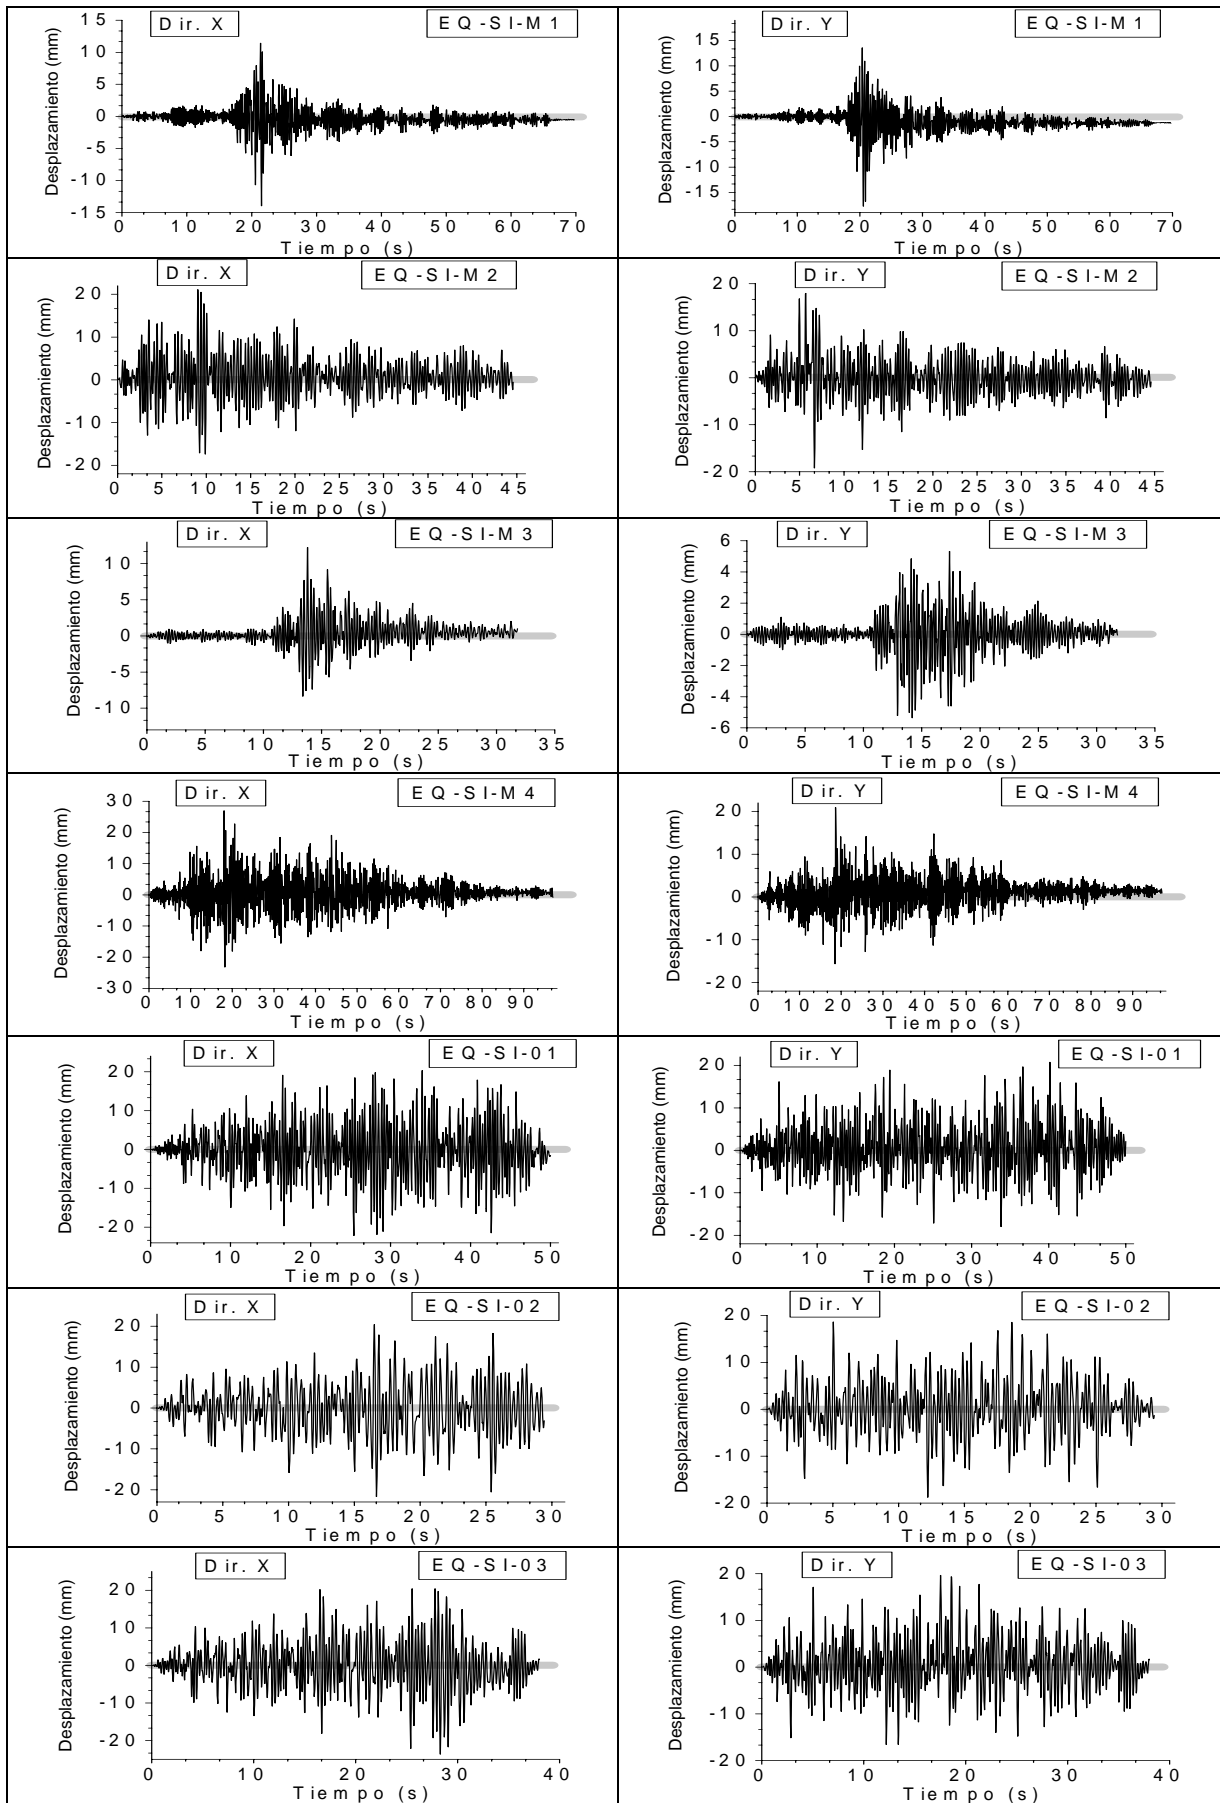 Dir. X
EQ-SI-M1
Desplazamiento (mm)
15
10
5
0
-5
-10
-15
0 10 20 30 40 50 60 70
Tiempo (s)
Dir. Y
EQ-SI-M1
Desplazamiento (mm)
15
10
5
0
-5
-10
-15
0 10 20 30 40 50 60 70
Tiempo (s)
Dir. X
EQ-SI-M2
Desplazamiento (mm)
20
10
0
-10
-20
0 5 10 15 20 25 30 35 40 45
Tiempo (s)
Dir. Y
EQ-SI-M2
Desplazamiento (mm)
20
10
0
-10
-20
0 5 10 15 20 25 30 35 40 45
Tiempo (s)
Dir. X
EQ-SI-M3
Desplazamiento (mm)
10
5
0
-5
-10
0 5 10 15 20 25 30 35
Tiempo (s)
Dir. Y
EQ-SI-M3
Desplazamiento (mm)
6
4
2
0
-2
-4
-6
0 5 10 15 20 25 30 35
Tiempo (s)
Dir. X
EQ-SI-M4
Desplazamiento (mm)
30
20
10
0
-10
-20
-30
0 10 20 30 40 50 60 70 80 90
Tiempo (s)
Dir. Y
EQ-SI-M4
Desplazamiento (mm)
20
10
0
-10
-20
0 10 20 30 40 50 60 70 80 90
Tiempo (s)
Dir. X
EQ-SI-01
Desplazamiento (mm)
20
10
0
-10
-20
0 10 20 30 40 50
Tiempo (s)
Dir. Y
EQ-SI-01
Desplazamiento (mm)
20
10
0
-10
-20
0 10 20 30 40 50
Tiempo (s)
Dir. X
EQ-SI-02
Desplazamiento (mm)
20
10
0
-10
-20
0 5 10 15 20 25 30
Tiempo (s)
Dir. Y
EQ-SI-02
Desplazamiento (mm)
20
10
0
-10
-20
0 5 10 15 20 25 30
Tiempo (s)
Dir. X
EQ-SI-03
Desplazamiento (mm)
20
10
0
-10
-20
0 10 20 30 40
Tiempo (s)
Dir. Y
EQ-SI-03
Desplazamiento (mm)
20
10
0
-10
-20
0 10 20 30 40
Tiempo (s)